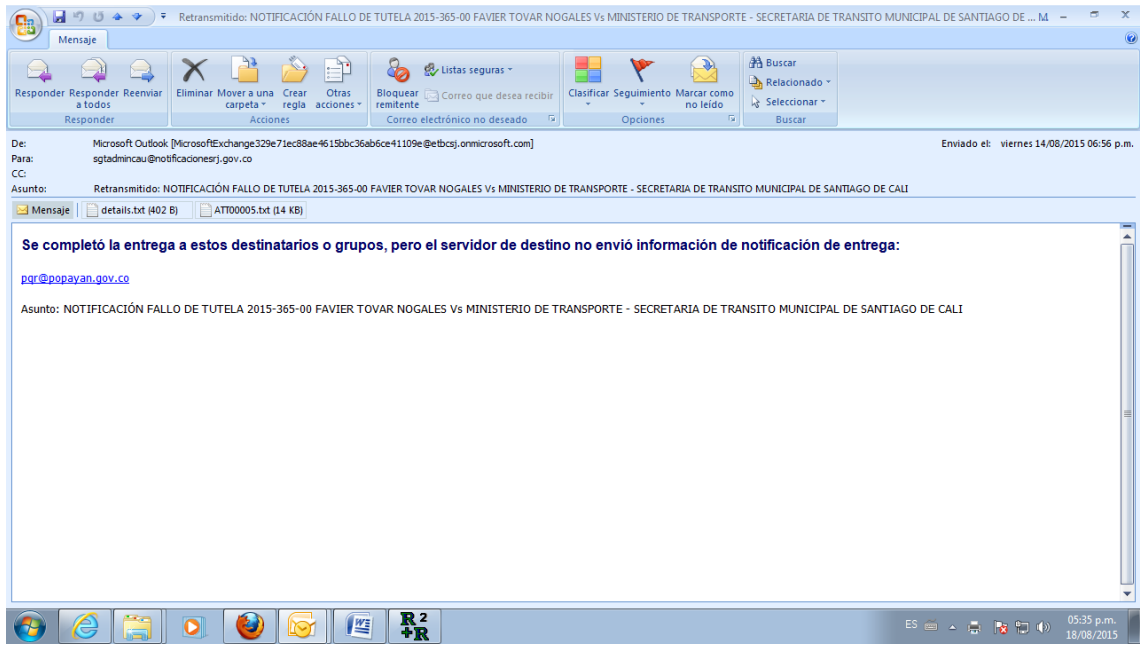 Retransmitido: NOTIFICACIÓN FALLO DE TUTELA 2015-365-00 FAVIER TOVAR NOGALES Vs MINISTERIO DE TRANSPORTE - SECRETARIA DE TRANSITO MUNICIPAL DE SANTIAGO DE ... M
Mensaje
Responder Responder a todos Reenviar
Eliminar Mover a una carpeta Crear regla Otras acciones
Bloquear remitente Listas seguras Correo que desea recibir
Clasificar Seguimiento Marcar como no leído
Buscar Relacionado Seleccionar
Responder Acciones Correo electrónico no deseado Opciones Buscar
De: Microsoft Outlook [MicrosoftExchange329e71ec88ae4615bbc36ab6ce41109e@etbcsj.onmicrosoft.com] Enviado el: viernes 14/08/2015 06:56 p.m.
Para: sgtadmincau@notificacionesrj.gov.co
CC:
Asunto: Retransmitido: NOTIFICACIÓN FALLO DE TUTELA 2015-365-00 FAVIER TOVAR NOGALES Vs MINISTERIO DE TRANSPORTE - SECRETARIA DE TRANSITO MUNICIPAL DE SANTIAGO DE CALI
Mensaje details.txt (402 B) ATT00005.txt (14 KB)
Se completó la entrega a estos destinatarios o grupos, pero el servidor de destino no envió información de notificación de entrega:
pqr@popayan.gov.co
Asunto: NOTIFICACIÓN FALLO DE TUTELA 2015-365-00 FAVIER TOVAR NOGALES Vs MINISTERIO DE TRANSPORTE - SECRETARIA DE TRANSITO MUNICIPAL DE SANTIAGO DE CALI
R 2
+R
ES 05:35 p.m.
18/08/2015